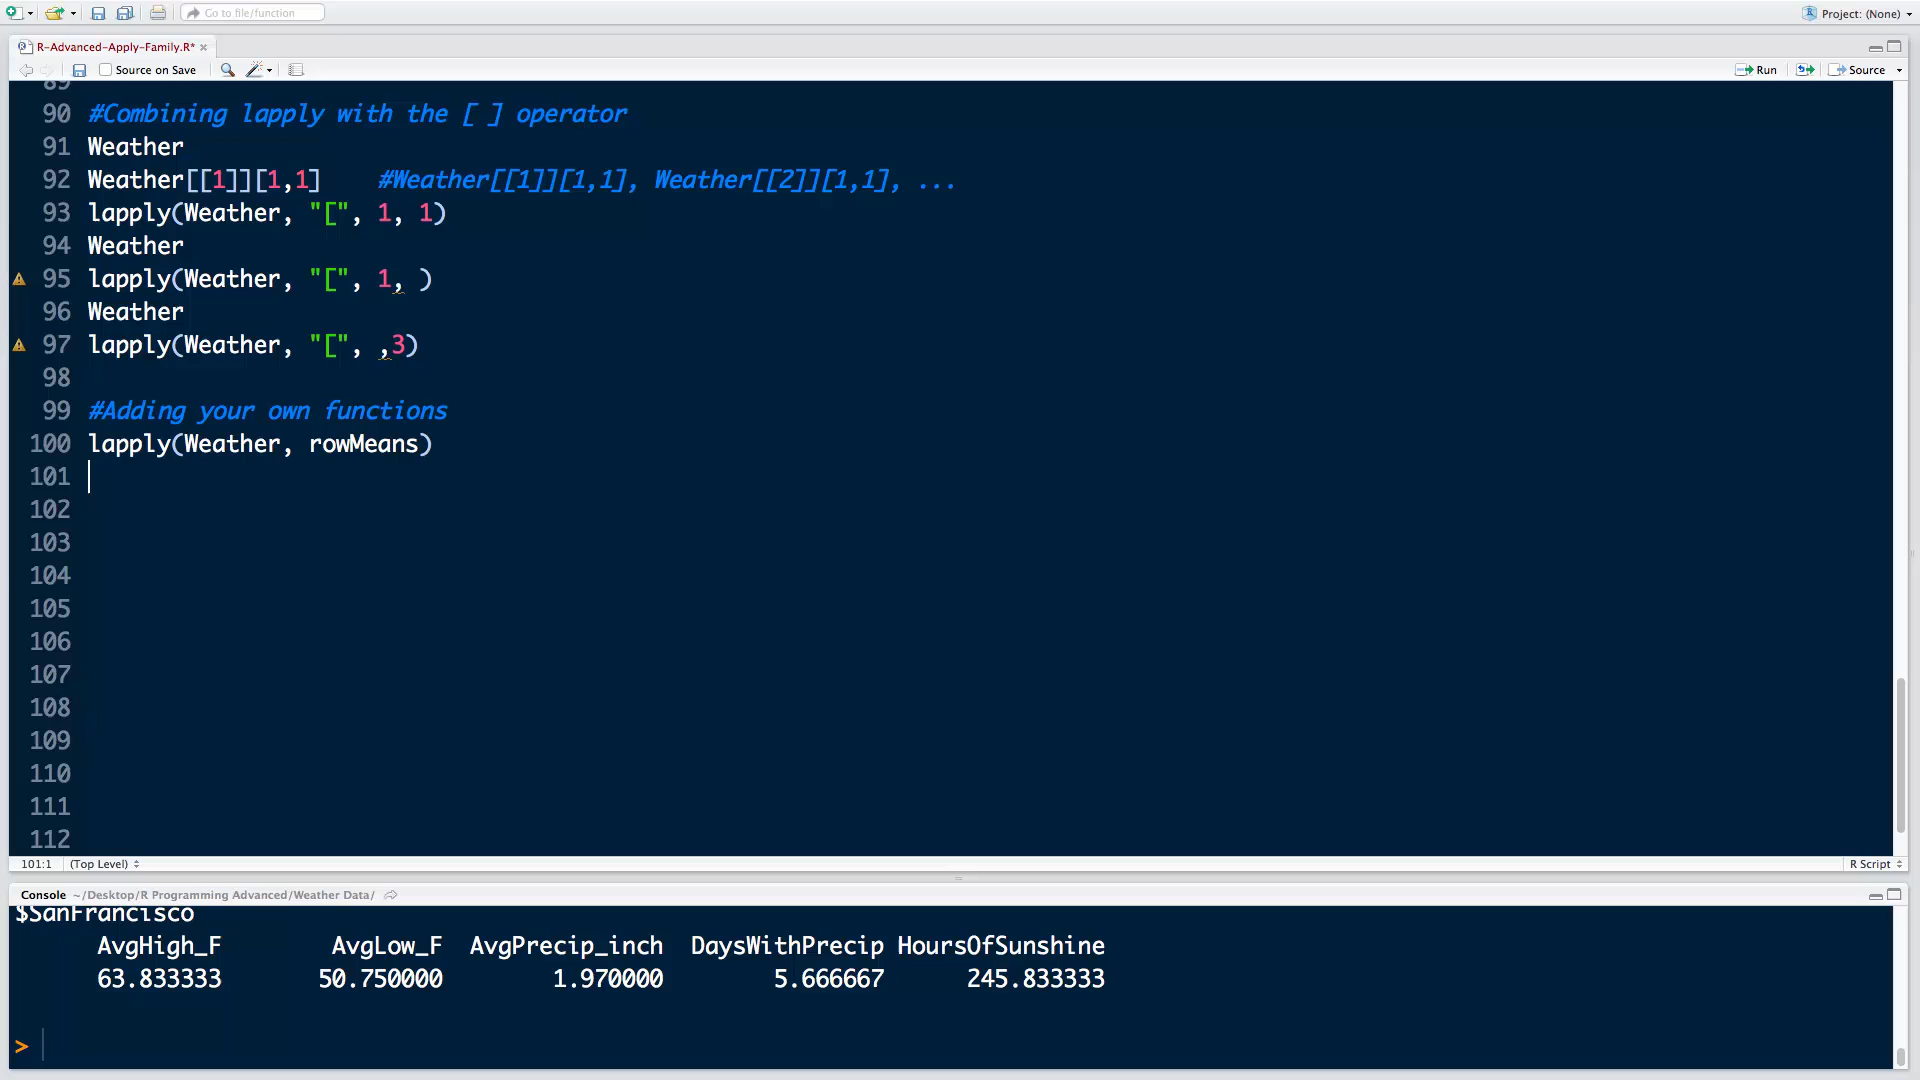 Go to file/function
Project: (None)
R-Advanced-Apply-Family.R*
Source on Save
Run
Source
89
90 #Combining lapply with the [ ] operator
91 Weather
92 Weather[[1]][1,1]    #Weather[[1]][1,1], Weather[[2]][1,1], ...
93 lapply(Weather, "[", 1, 1)
94 Weather
95 lapply(Weather, "[", 1, )
96 Weather
97 lapply(Weather, "[", ,3)
98
99 #Adding your own functions
100 lapply(Weather, rowMeans)
101
102
103
104
105
106
107
108
109
110
111
112
101:1 (Top Level)
R Script
Console ~/Desktop/R Programming Advanced/Weather Data/
$SanFrancisco
AvgHigh_F AvgLow_F AvgPrecip_inch DaysWithPrecip HoursOfSunshine
63.833333 50.750000 1.970000 5.666667 245.833333
>